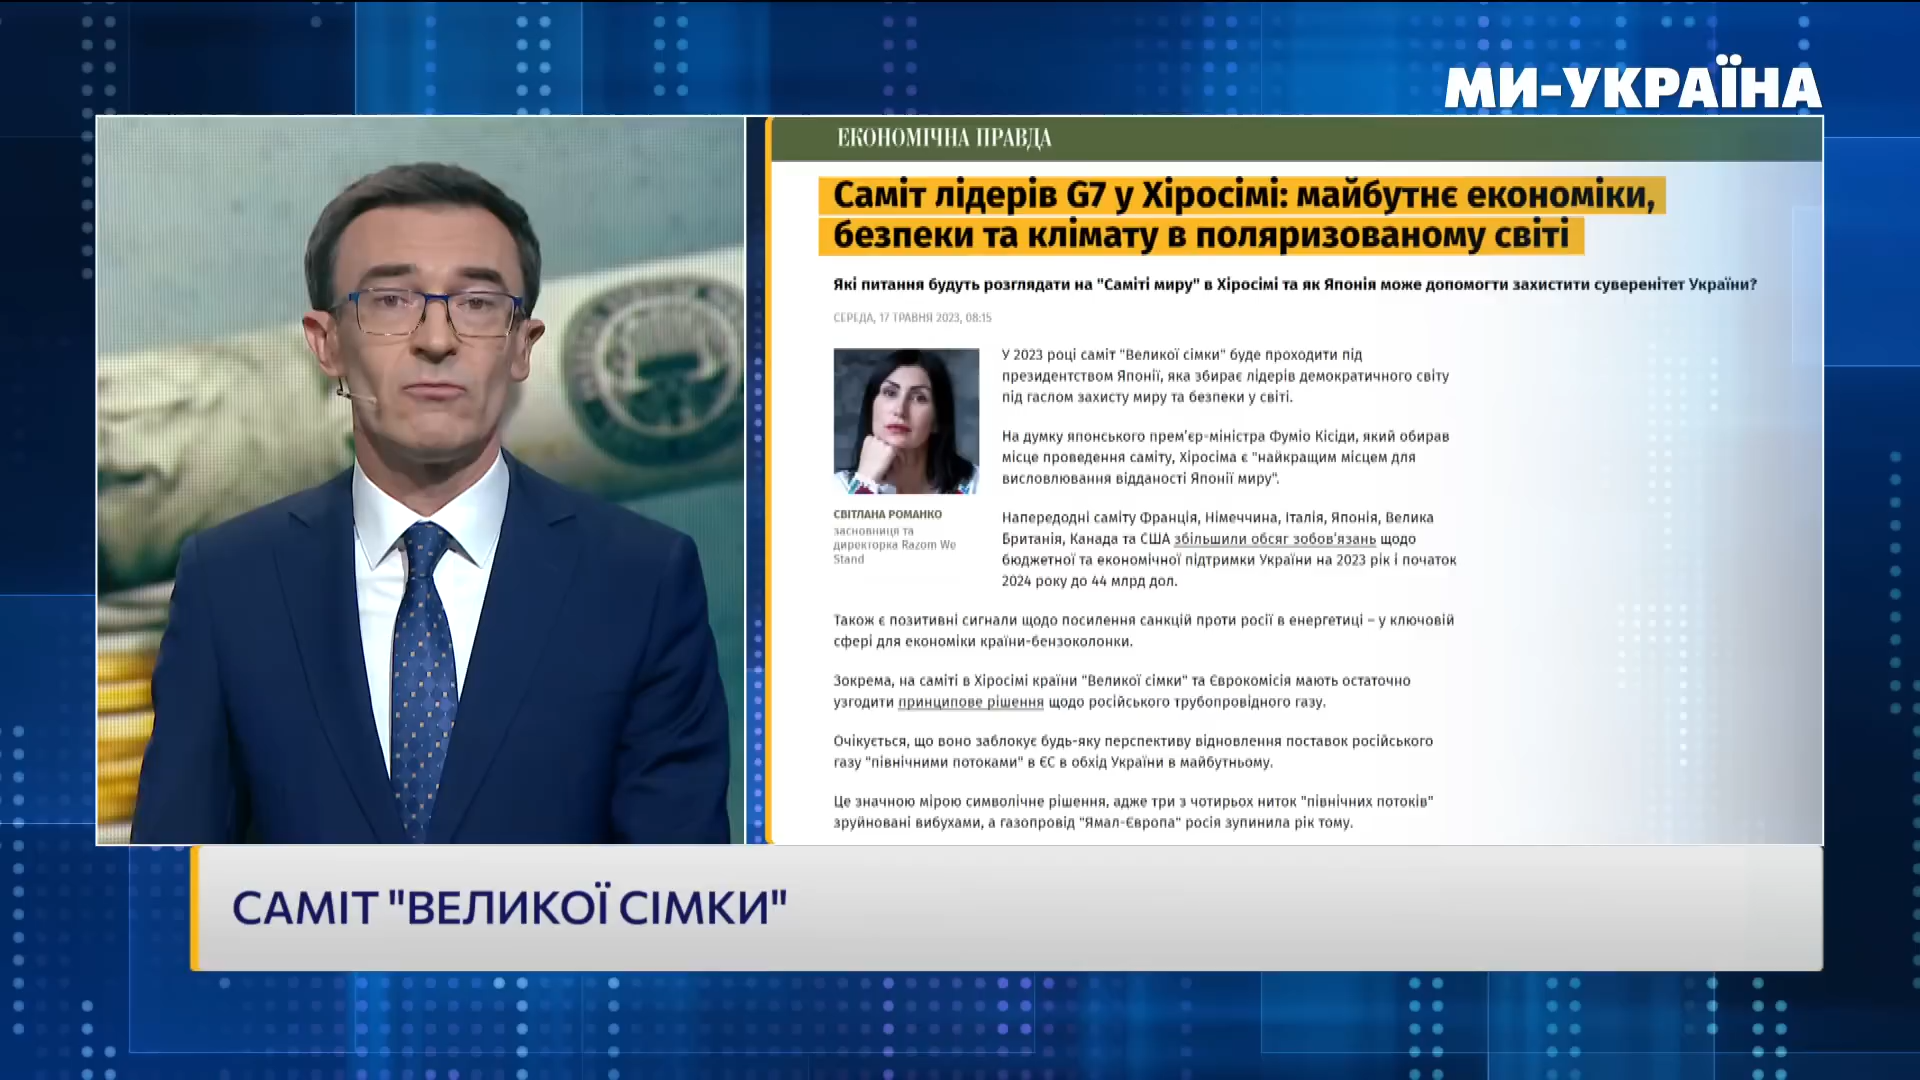 МИ-УКРАЇНА
ЕКОНОМІЧНА ПРАВДА
Саміт лідерів G7 у Хіросімі: майбутнє економіки,
безпеки та клімату в поляризованому світі
Які питання будуть розглядати на "Саміті миру" в Хіросімі та як Японія може допомогти захистити суверенітет України?
СЕРЕДА, 17 ТРАВНЯ 2023, 08:15
СВІТЛАНА РОМАНКО
засновниця та
директорка Razom We
Stand
У 2023 році саміт "Великої сімки" буде проходити під
президентством Японії, яка збирає лідерів демократичного світу
під гаслом захисту миру та безпеки у світі.
На думку японського прем'єр-міністра Фуміо Кісіди, який обирав
місце проведення саміту, Хіросіма є "найкращим місцем для
висловлювання відданості Японії миру".
Напередодні саміту Франція, Німеччина, Італія, Японія, Велика
Британія, Канада та США збільшили обсяг зобов'язань щодо
бюджетної та економічної підтримки України на 2023 рік і початок
2024 року до 44 млрд дол.
Також є позитивні сигнали щодо посилення санкцій проти росії в енергетиці – у ключовій
сфері для економіки країни-бензоколонки.
Зокрема, на саміті в Хіросімі країни "Великої сімки" та Єврокомісія мають остаточно
узгодити принципове рішення щодо російського трубопровідного газу.
Очікується, що воно заблокує будь-яку перспективу відновлення поставок російського
газу "північними потоками" в ЄС в обхід України в майбутньому.
Це значною мірою символічне рішення, адже три з чотирьох ниток "північних потоків"
зруйновані вибухами, а газопровід "Ямал-Європа" росія зупинила рік тому.
САМІТ "ВЕЛИКОЇ СІМКИ"